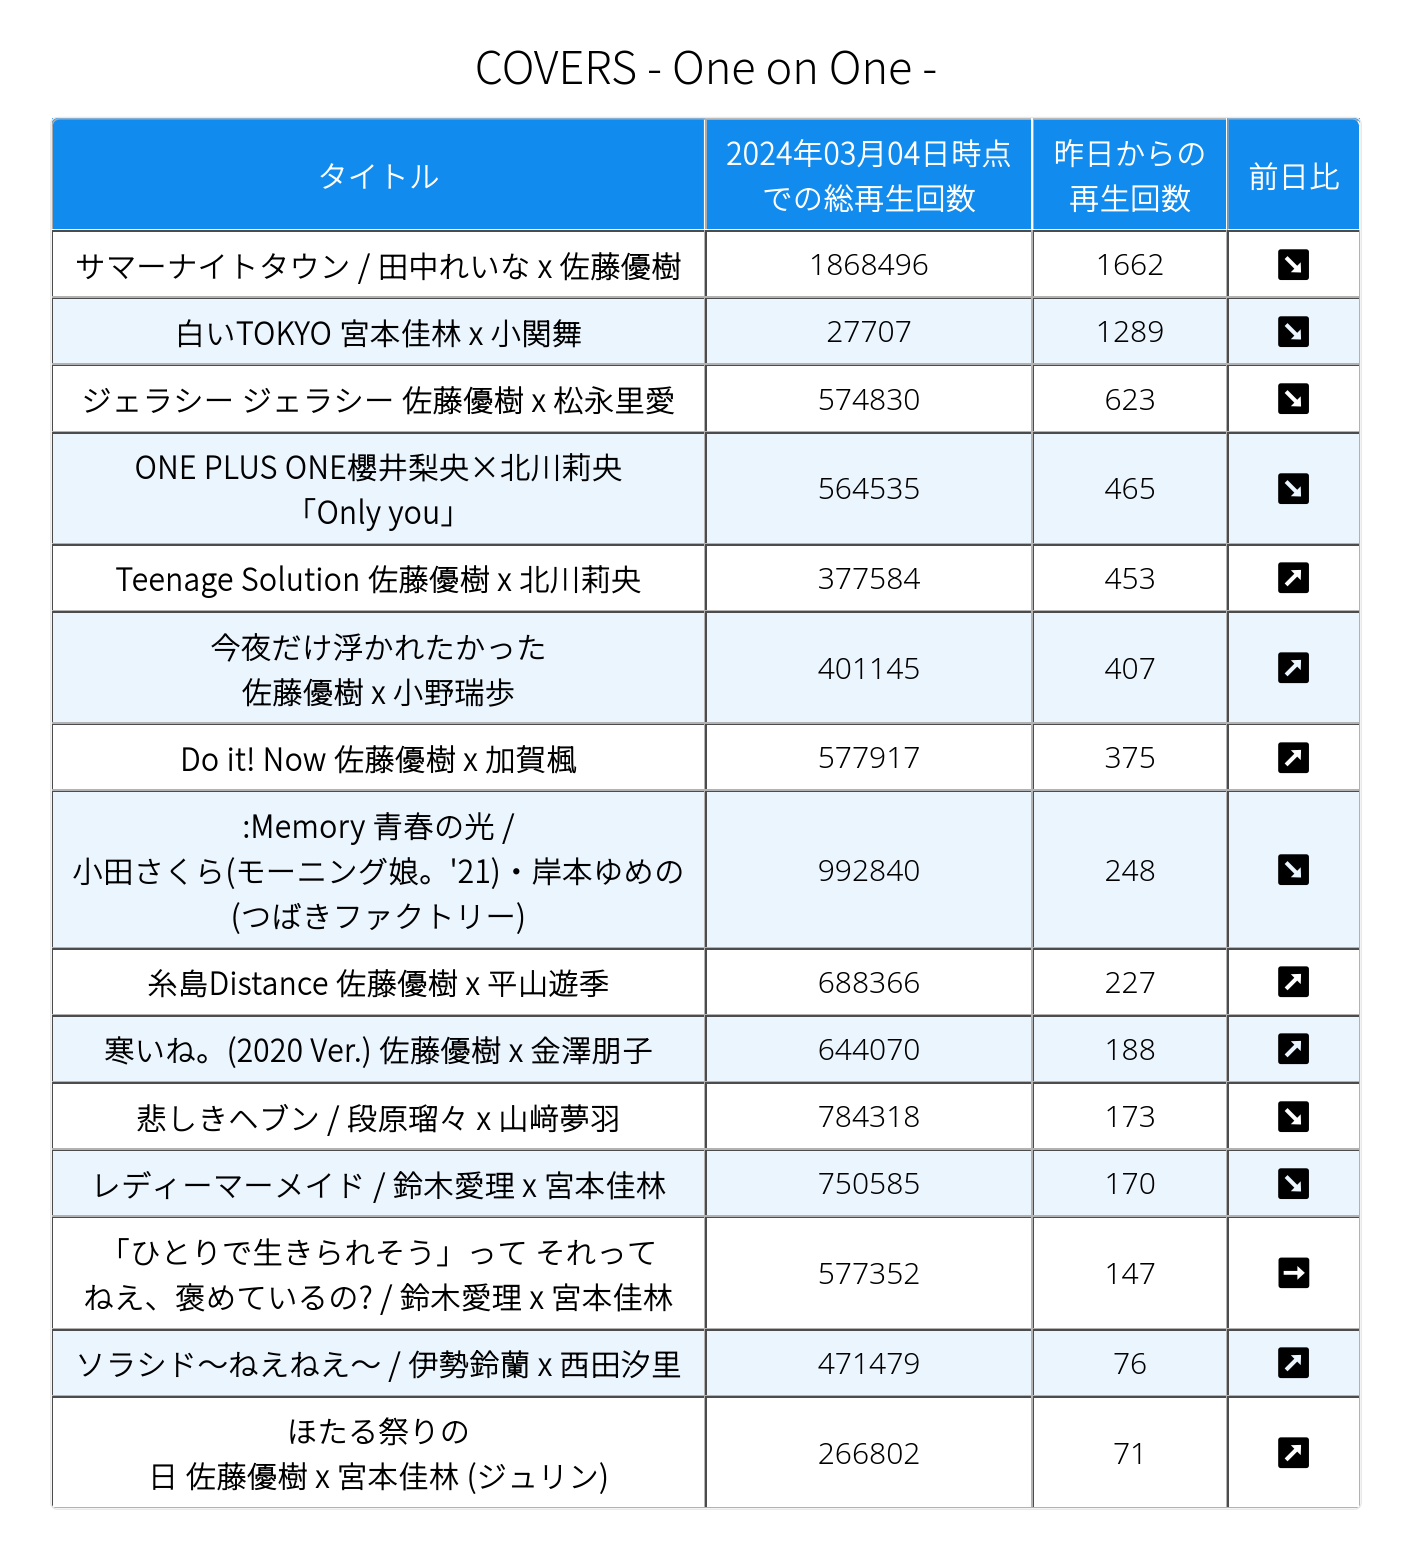 COVERS - One on One -
タイトル
2024年03月04日時点
での総再生回数
昨日からの
再生回数
前日比
サマーナイトタウン / 田中れいな x 佐藤優樹 1868496 1662 ↘
白いTOKYO 宮本佳林 x 小関舞 27707 1289 ↘
ジェラシー ジェラシー 佐藤優樹 x 松永里愛 574830 623 ↘
ONE PLUS ONE櫻井梨央×北川莉央
「Only you」
564535 465 ↘
Teenage Solution 佐藤優樹 x 北川莉央 377584 453 ↗
今夜だけ浮かれたかった
佐藤優樹 x 小野瑞歩
401145 407 ↗
Do it! Now 佐藤優樹 x 加賀楓 577917 375 ↗
:Memory 青春の光 /
小田さくら(モーニング娘。'21)・岸本ゆめの
(つばきファクトリー)
992840 248 ↘
糸島Distance 佐藤優樹 x 平山遊季 688366 227 ↗
寒いね。(2020 Ver.) 佐藤優樹 x 金澤朋子 644070 188 ↗
悲しきヘブン / 段原瑠々 x 山﨑夢羽 784318 173 ↘
レディーマーメイド / 鈴木愛理 x 宮本佳林 750585 170 ↘
「ひとりで生きられそう」って それって
ねえ、褒めているの? / 鈴木愛理 x 宮本佳林
577352 147 →
ソラシド〜ねえねえ〜 / 伊勢鈴蘭 x 西田汐里 471479 76 ↗
ほたる祭りの
日 佐藤優樹 x 宮本佳林 (ジュリン)
266802 71 ↗